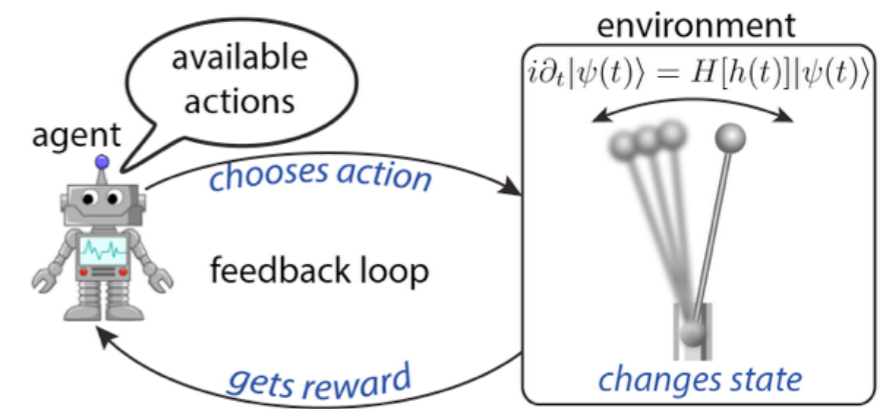 environment
available
actions
i∂ₜ|ψ(t)⟩ = H[h(t)]|ψ(t)⟩
agent
chooses action
feedback loop
gets reward
changes state